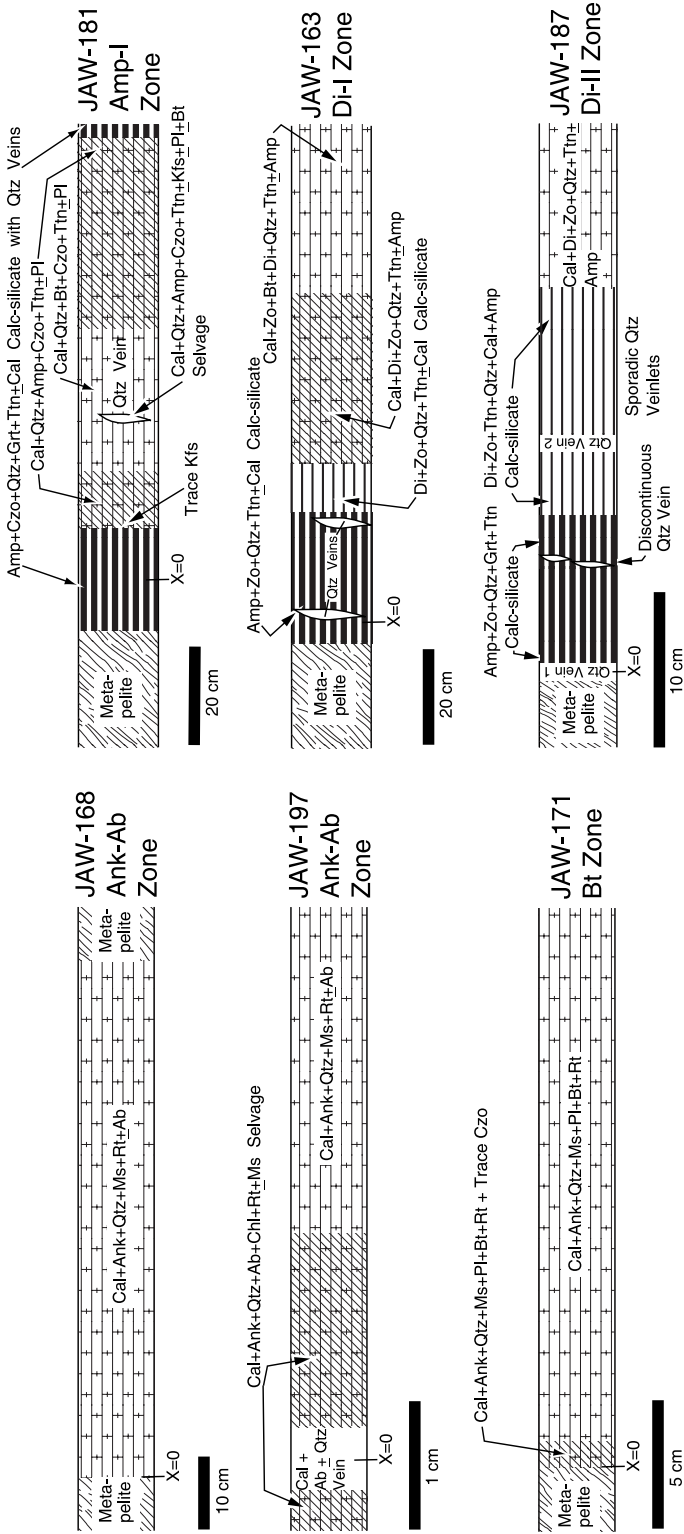 JAW-168
Ank-Ab
Zone
Meta-
pelite
Cal+Ank+Qtz+Ms+Rt±Ab
Meta-
pelite
X=0
10 cm
JAW-197
Ank-Ab
Zone
Cal+Ank+Qtz+Ab+Chl+Rt±Ms Selvage
Cal +
Ab ± Qtz
Vein
Cal+Ank+Qtz+Ms+Rt±Ab
X=0
1 cm
JAW-171
Bt Zone
Cal+Ank+Qtz+Ms+Pl+Bt+Rt + Trace Czo
Meta-
pelite
Cal+Ank+Qtz+Ms+Pl+Bt+Rt
X=0
5 cm
JAW-181
Amp-I
Zone
Amp+Czo+Qtz+Grt+Ttn±Cal Calc-silicate with Qtz Veins
Cal+Qtz+Amp+Czo+Ttn±Pl
Cal+Qtz+Bt+Czo+Ttn±Pl
Meta-
pelite
Qtz Vein
Cal+Qtz+Amp+Czo+Ttn±Kfs±Pl±Bt
Selvage
Trace Kfs
X=0
20 cm
JAW-163
Di-I Zone
Amp+Zo+Qtz+Ttn±Cal Calc-silicate
Cal+Zo+Bt+Di+Qtz+Ttn±Amp
Meta-
pelite
Qtz Veins
Cal+Di+Zo+Qtz+Ttn±Amp
Di+Zo+Qtz+Ttn±Cal Calc-silicate
X=0
20 cm
JAW-187
Di-II Zone
Amp+Zo+Qtz+Grt+Ttn
Calc-silicate
Di+Zo+Ttn+Qtz+Cal+Amp
Calc-silicate
Meta-
pelite
Qtz Vein 1
Qtz Vein 2
Cal+Di+Zo+Qtz+Ttn±
Amp
X=0
Discontinuous
Qtz Vein
Sporadic Qtz
Veinlets
10 cm